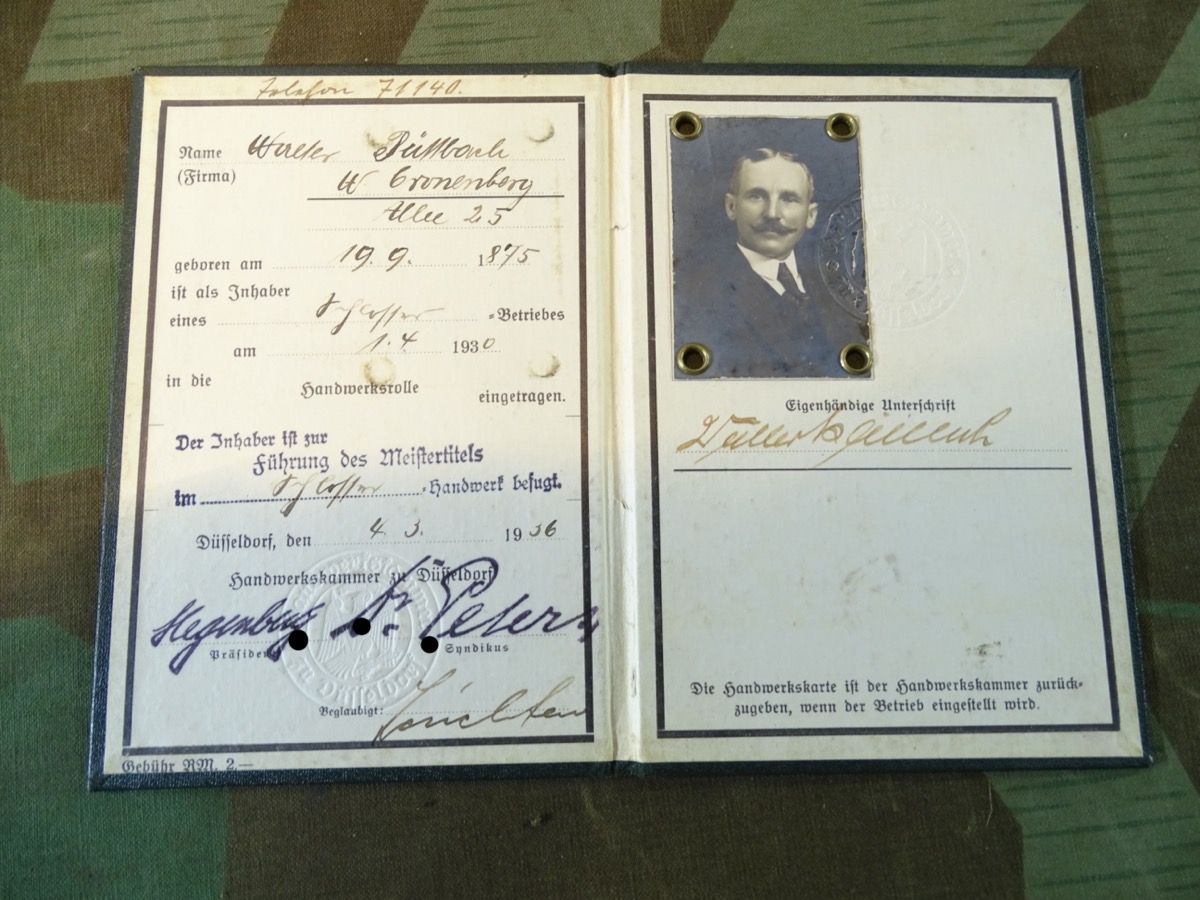 Telefon 71140.
Name Walter Püttbach
(Firma) W Cronenberg
Allee 25
geboren am 19. 9. 1875
ist als Inhaber
eines Schlosser -Betriebes
am 1. 4 1930
in die Handwerksrolle eingetragen.
Der Inhaber ist zur
Führung des Meistertitels
im Schlosser -Handwerk befugt.
Düsseldorf, den 4. 3. 1936
Handwerkskammer zu Düsseldorf
Dr. Peters
Präsident Syndikus
Beglaubigt:
Gebühr RM. 2.—
Eigenhändige Unterschrift
Die Handwerkskarte ist der Handwerkskammer zurück-
zugeben, wenn der Betrieb eingestellt wird.